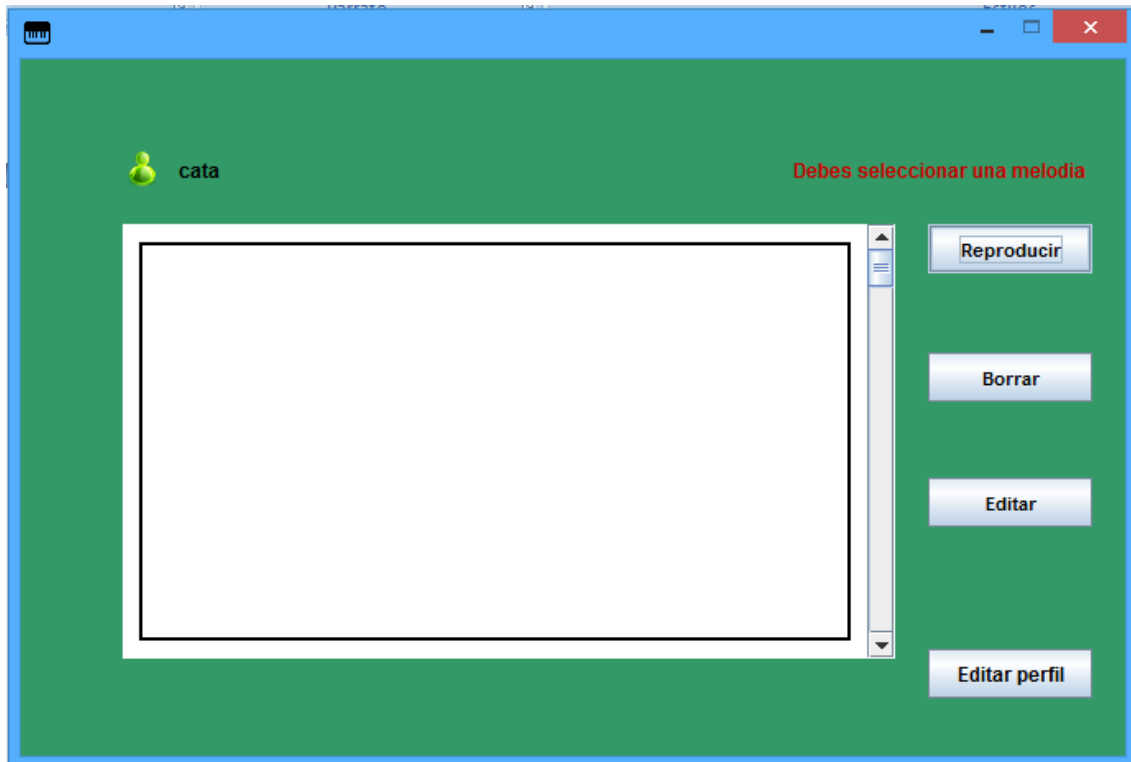 cata
Debes seleccionar una melodia
Reproducir
Borrar
Editar
Editar perfil